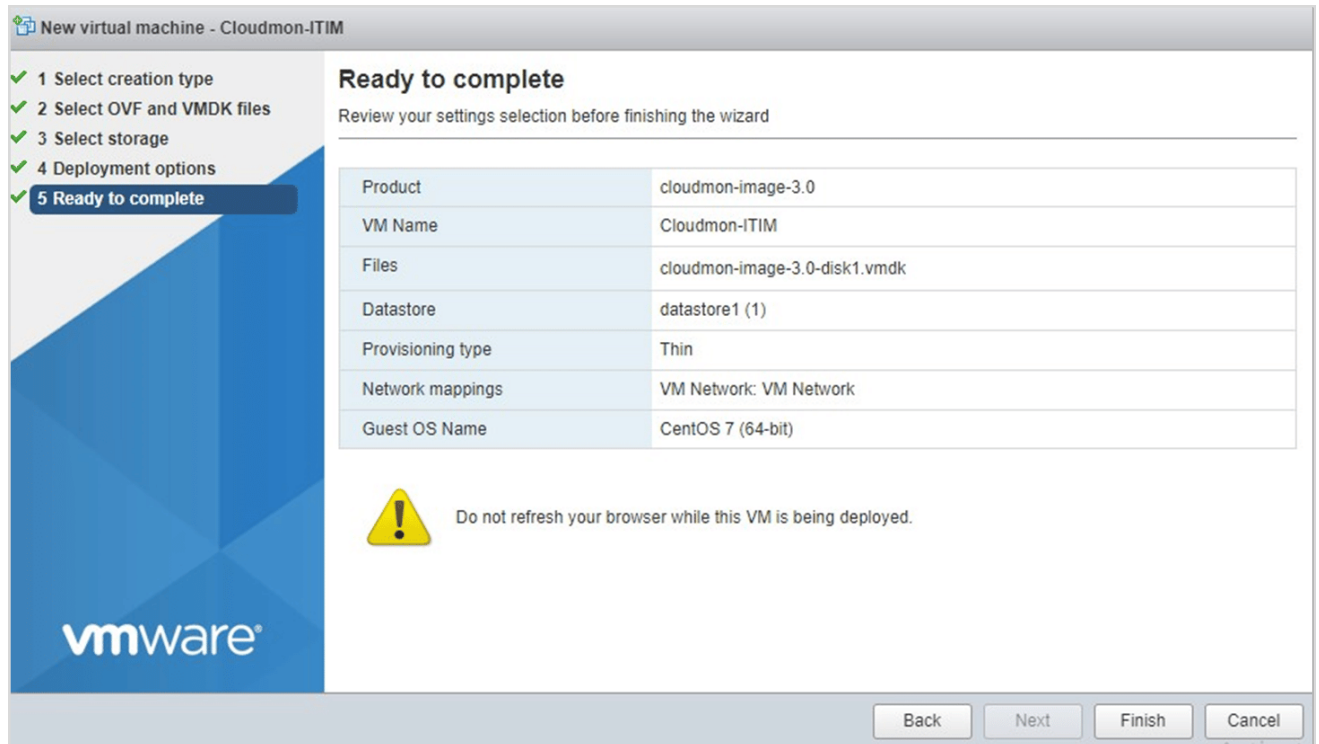 New virtual machine - Cloudmon-ITIM
1 Select creation type
2 Select OVF and VMDK files
3 Select storage
4 Deployment options
5 Ready to complete
Ready to complete
Review your settings selection before finishing the wizard
Product cloudmon-image-3.0
VM Name Cloudmon-ITIM
Files cloudmon-image-3.0-disk1.vmdk
Datastore datastore1 (1)
Provisioning type Thin
Network mappings VM Network: VM Network
Guest OS Name CentOS 7 (64-bit)
Do not refresh your browser while this VM is being deployed.
vmware®
Back Next Finish Cancel